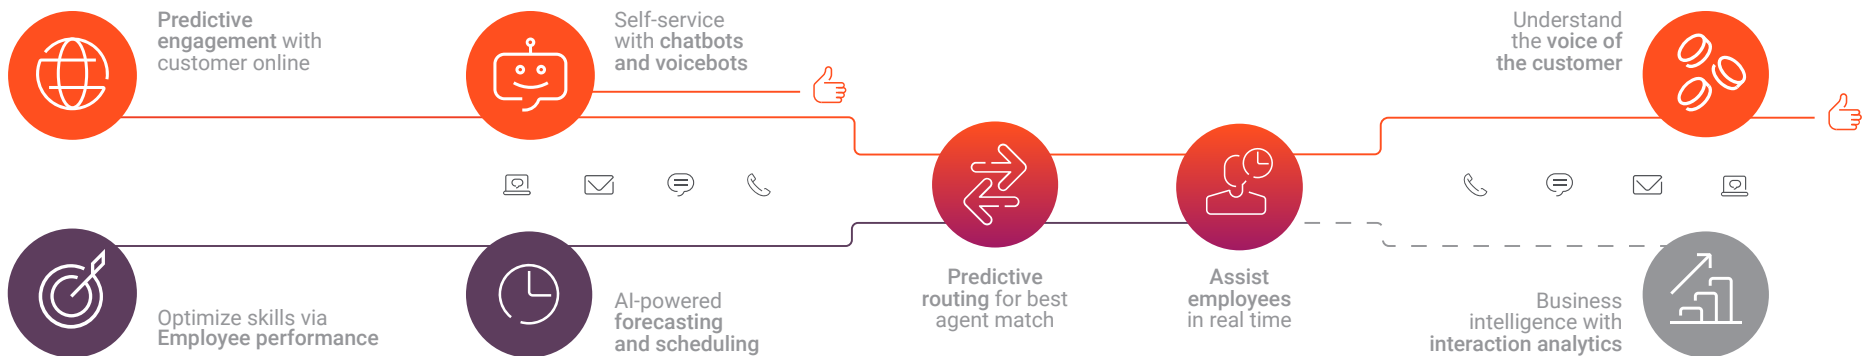 Predictive
engagement with
customer online
Self-service
with chatbots
and voicebots
Understand
the voice of
the customer
Optimize skills via
Employee performance
AI-powered
forecasting
and scheduling
Predictive
routing for best
agent match
Assist
employees
in real time
Business
intelligence with
interaction analytics